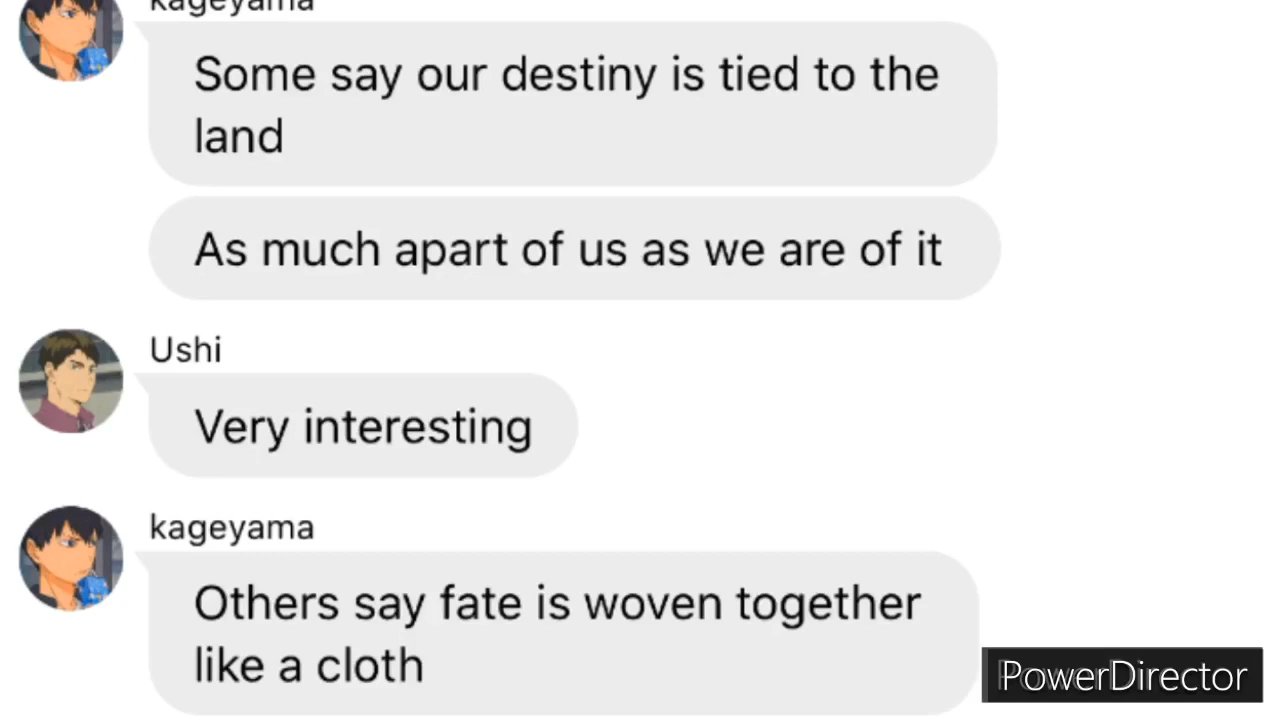 kageyama
Some say our destiny is tied to the
land
As much apart of us as we are of it
Ushi
Very interesting
kageyama
Others say fate is woven together
like a cloth
PowerDirector